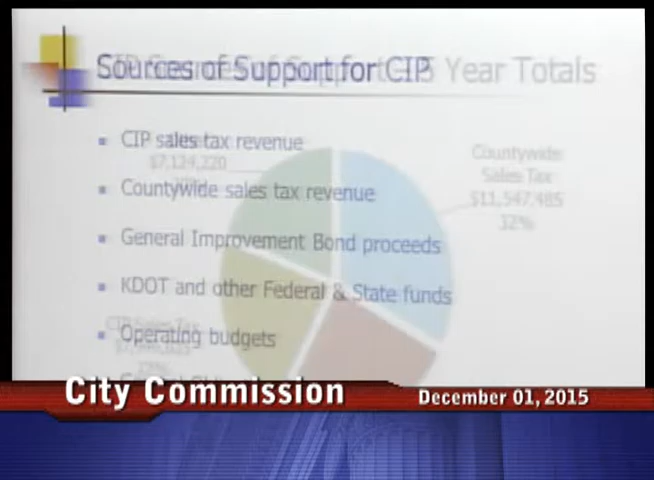 Sources of Support for CIP
Year Totals
CIP sales tax revenue
$7,124,220
Countywide
Sales Tax
$11,547,485
32%
Countywide sales tax revenue
General Improvement Bond proceeds
KDOT and other Federal & State funds
CIP Sales Tax
Operating budgets
City Commission
December 01, 2015